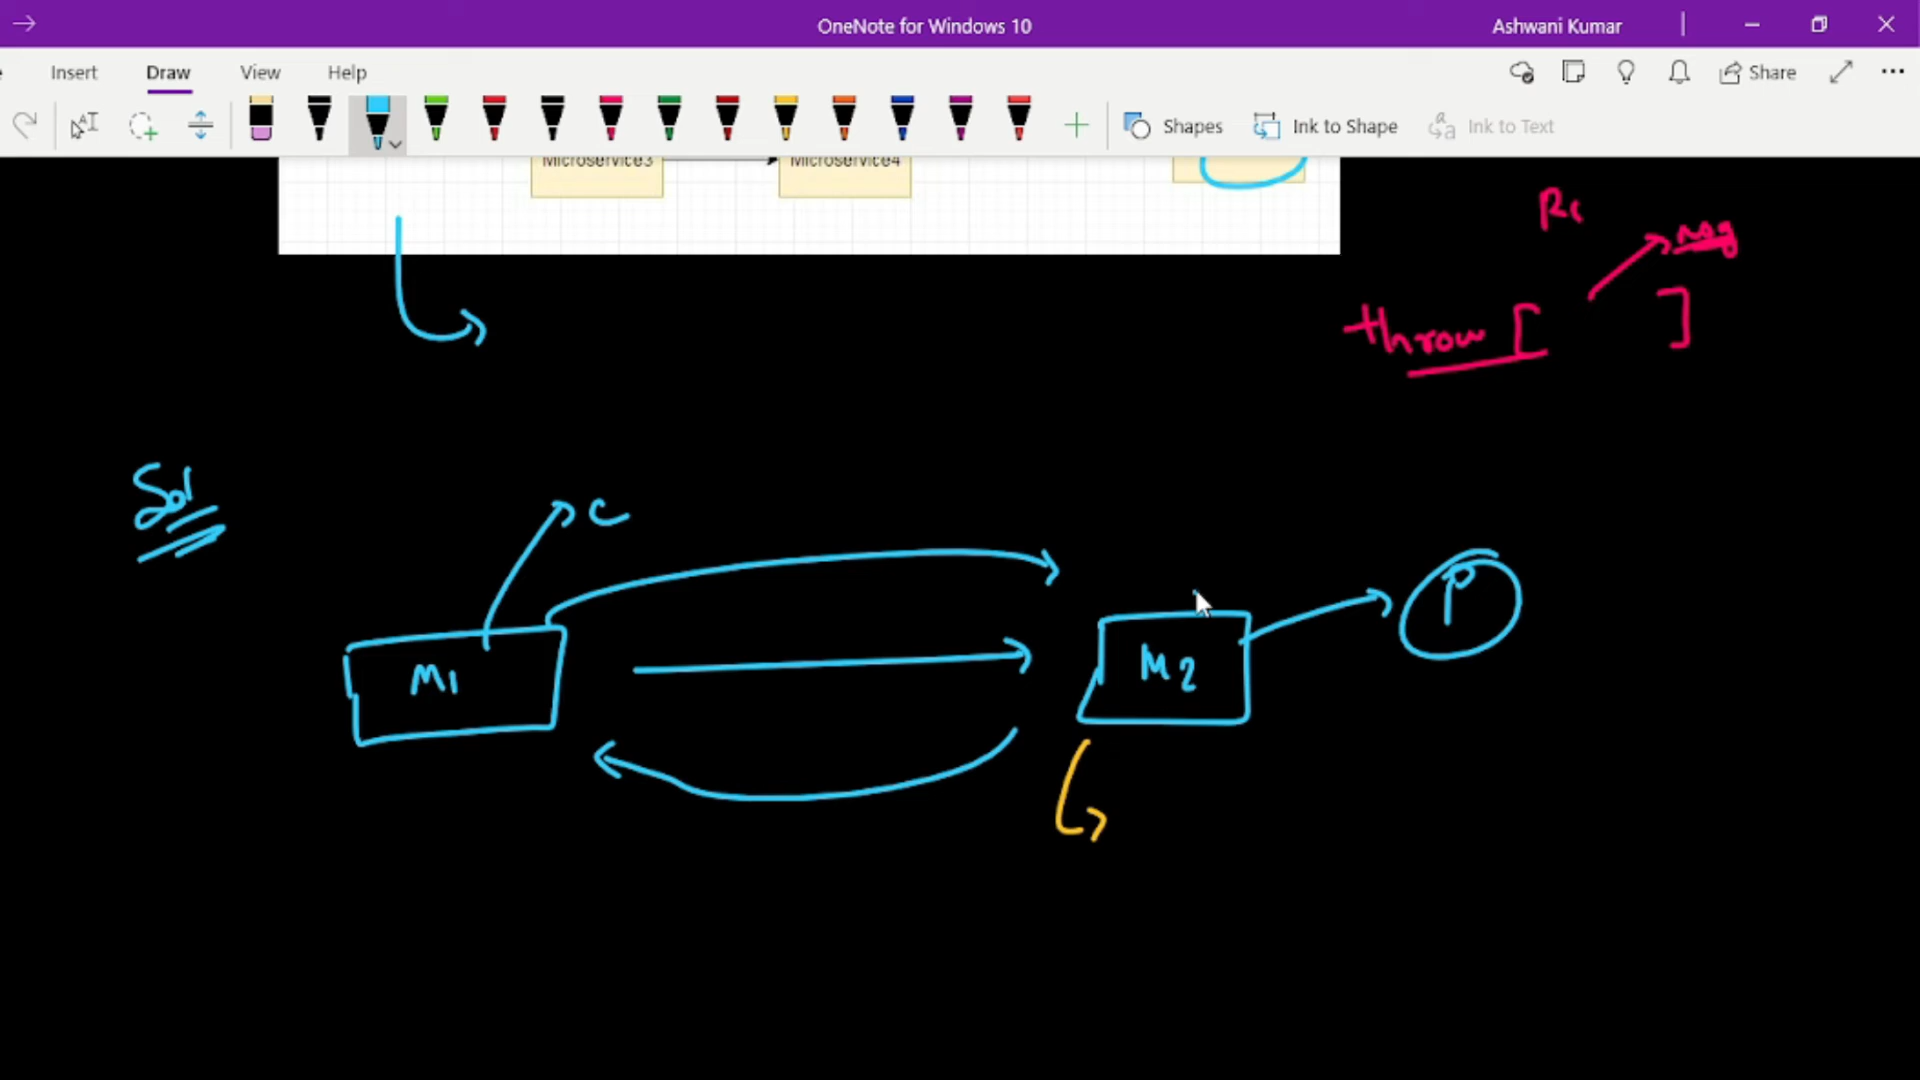 OneNote for Windows 10
Ashwani Kumar
Insert Draw View Help
Share
Shapes Ink to Shape Ink to Text
Microservice3 Microservice4
msg
throw [ ]
Sol
C
P
M1
M2